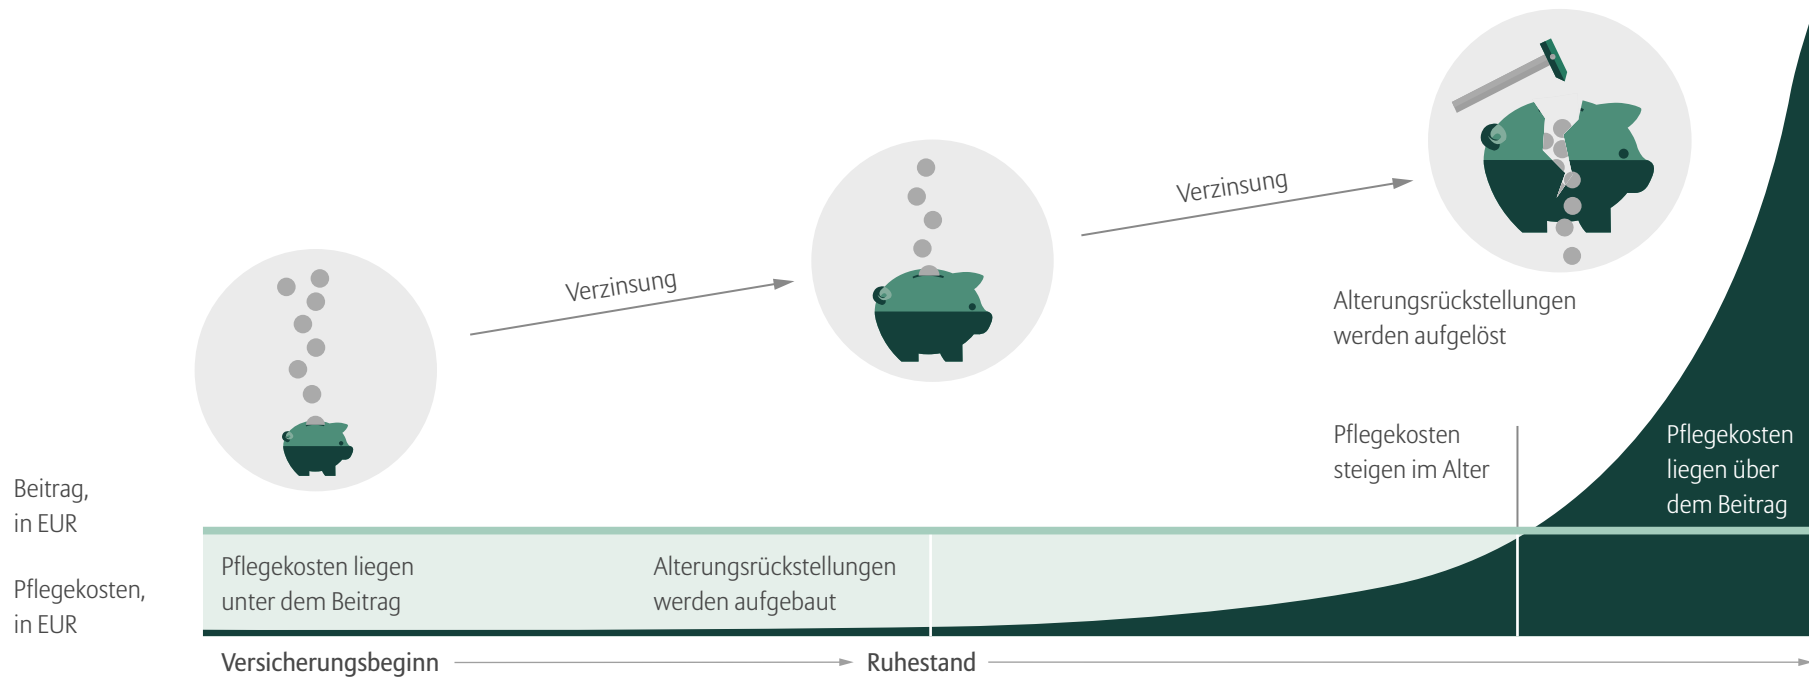 Verzinsung
Verzinsung
Alterungsrückstellungen
werden aufgelöst
Pflegekosten
steigen im Alter
Pflegekosten
liegen über
dem Beitrag
Beitrag,
in EUR
Pflegekosten,
in EUR
Pflegekosten liegen
unter dem Beitrag
Alterungsrückstellungen
werden aufgebaut
Versicherungsbeginn
Ruhestand